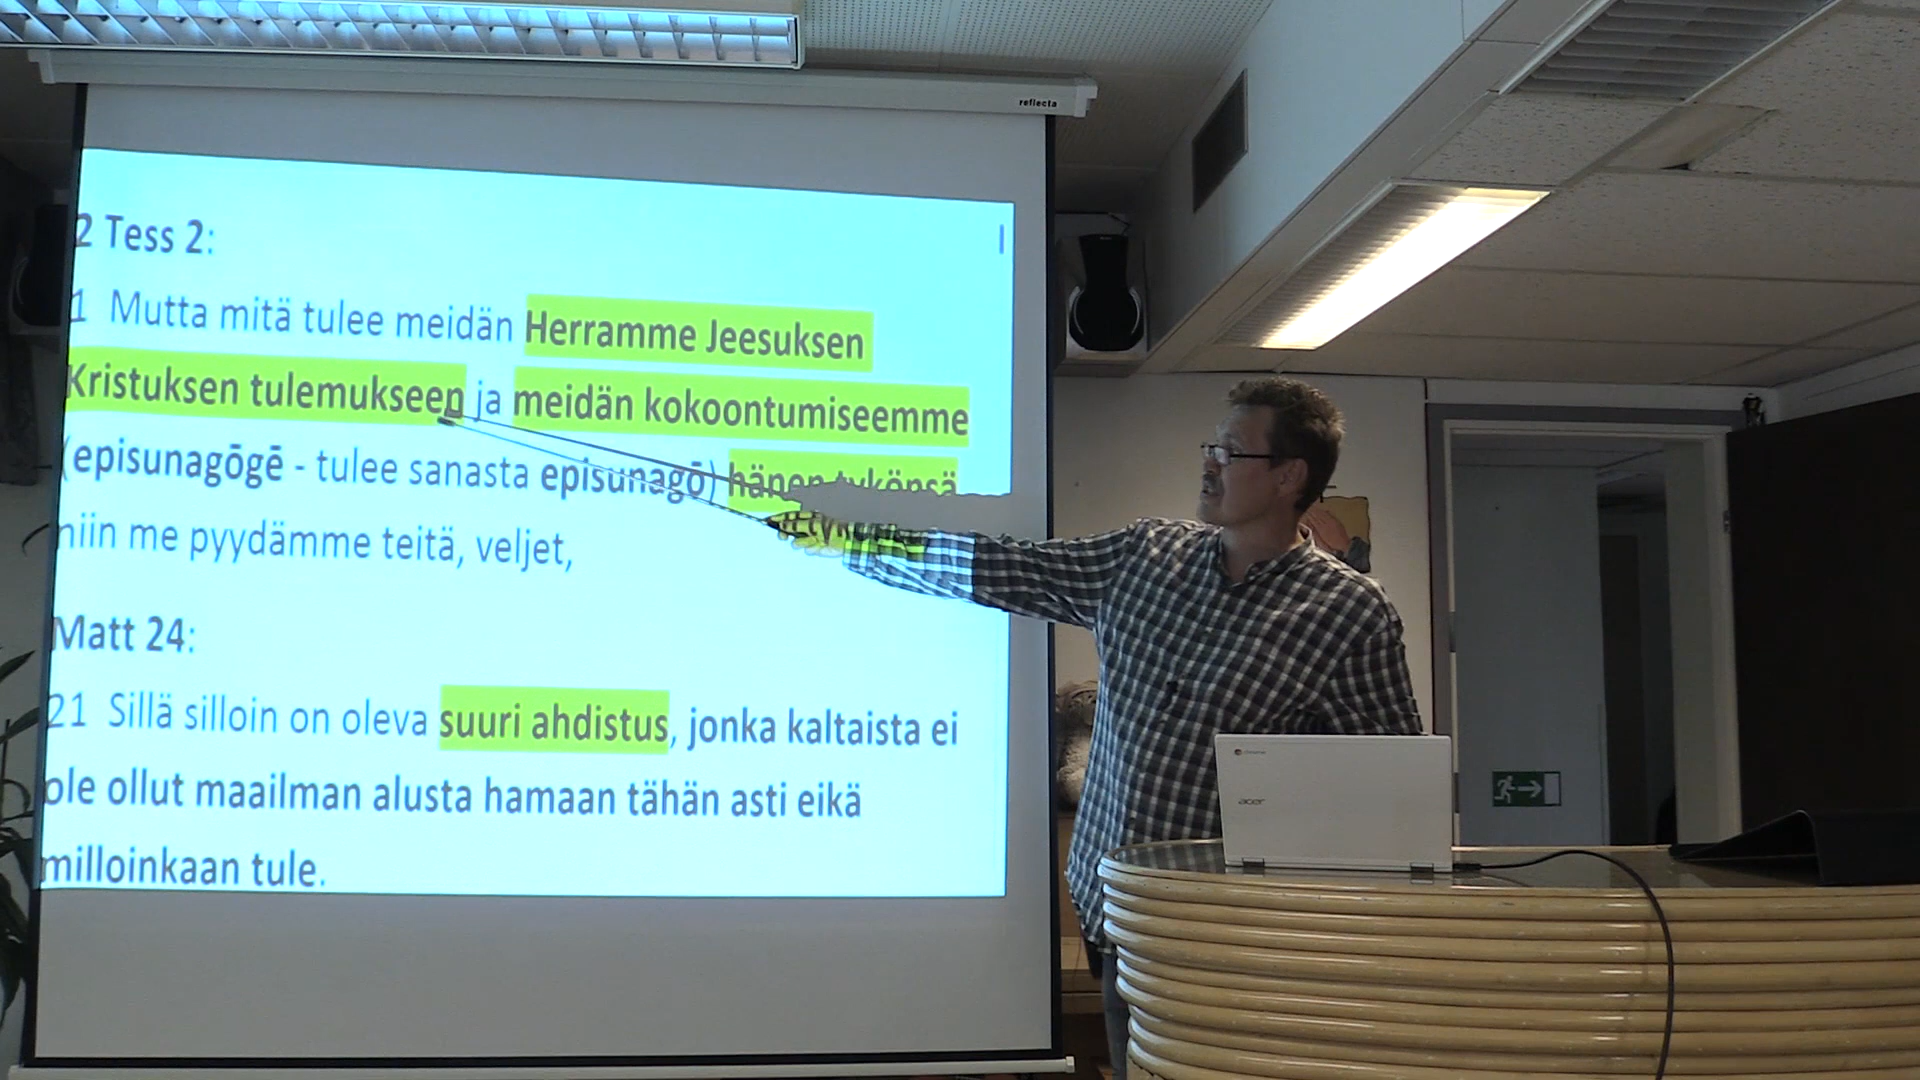 reflecta
2 Tess 2:
1 Mutta mitä tulee meidän Herramme Jeesuksen
Kristuksen tulemukseen ja meidän kokoontumiseemme
(episunagōgē - tulee sanasta episunagō) hänen tykönsä
niin me pyydämme teitä, veljet,
Matt 24:
21 Sillä silloin on oleva suuri ahdistus, jonka kaltaista ei
ole ollut maailman alusta hamaan tähän asti eikä
milloinkaan tule.
chrome
acer